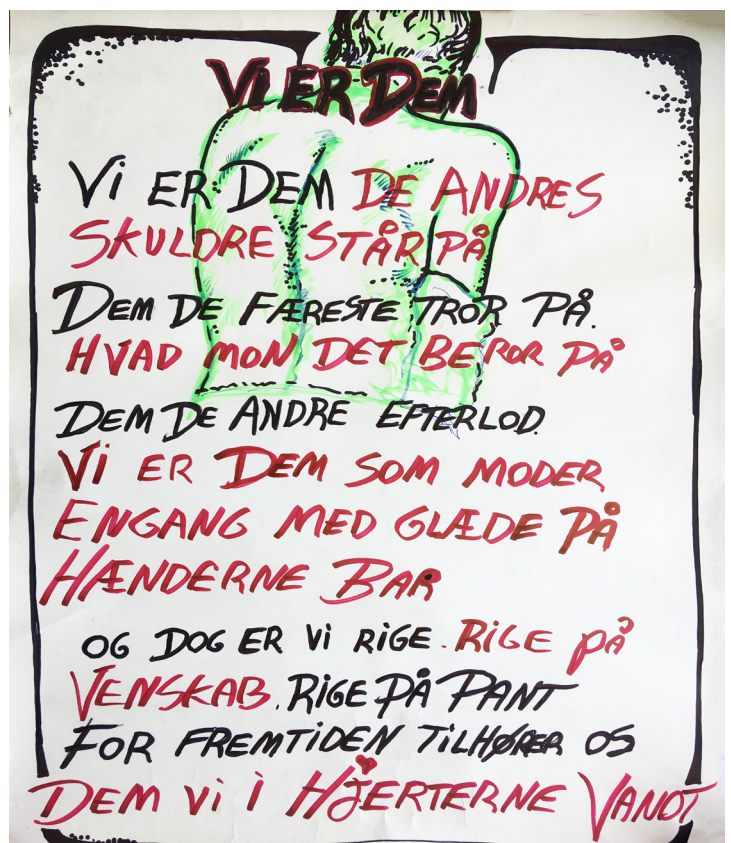 VI ER DEM
Vi ER DEM DE ANDRES
SKULDRE STÅR PÅ
DEM DE FÆRESTE TROR PÅ.
HVAD MON DET BEROR PÅ
DEM DE ANDRE EFTERLOD.
Vi ER DEM SOM MODER
ENGANG MED GLÆDE PÅ
HÆNDERNE BAR
OG DOG ER Vi RIGE. RIGE PÅ
VENSKAB. RIGE PÅ PANT
FOR FREMTIDEN TILHØRER OS
DEM Vi i HJERTERNE VANDT